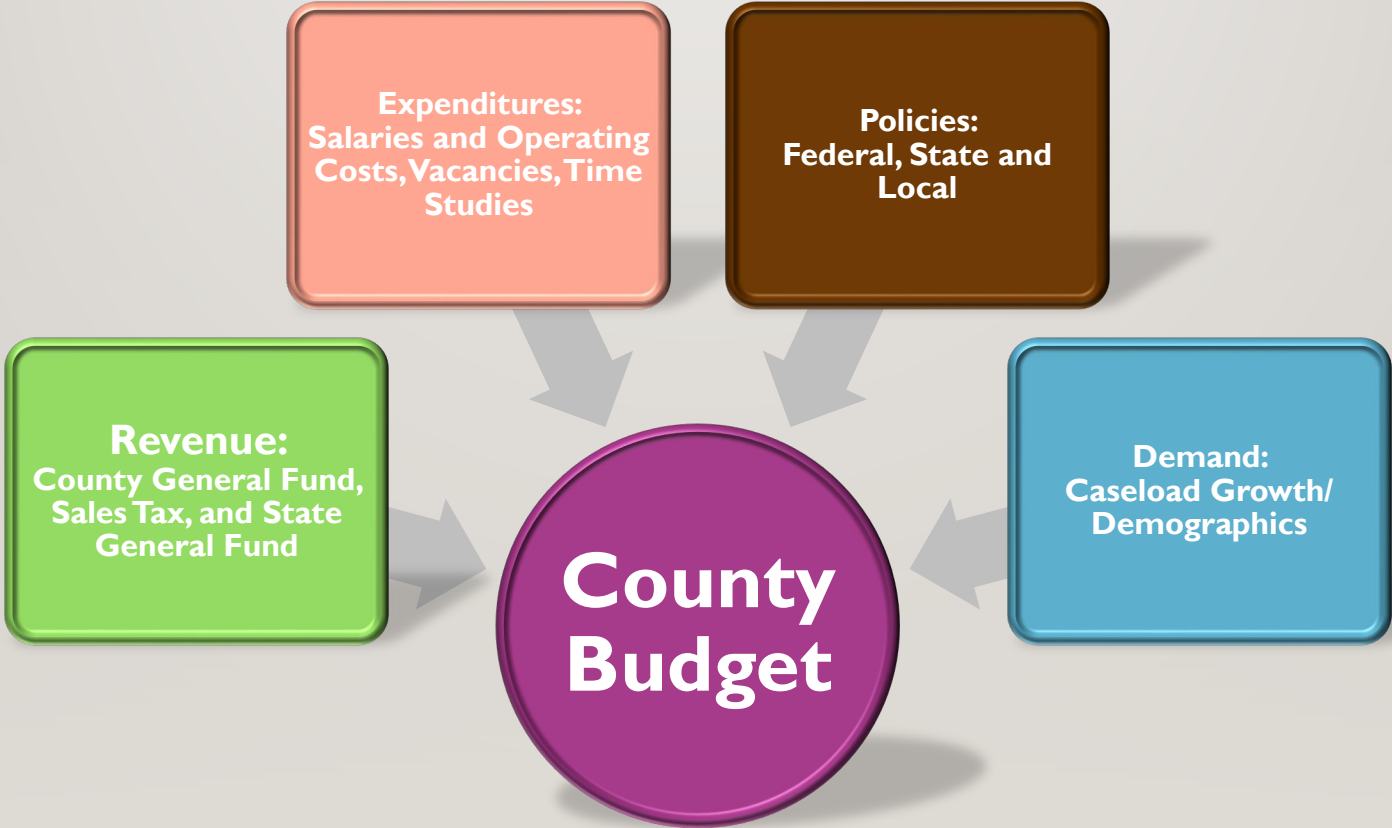 Expenditures:
Salaries and Operating
Costs, Vacancies, Time
Studies
Policies:
Federal, State and
Local
Revenue:
County General Fund,
Sales Tax, and State
General Fund
Demand:
Caseload Growth/
Demographics
County
Budget